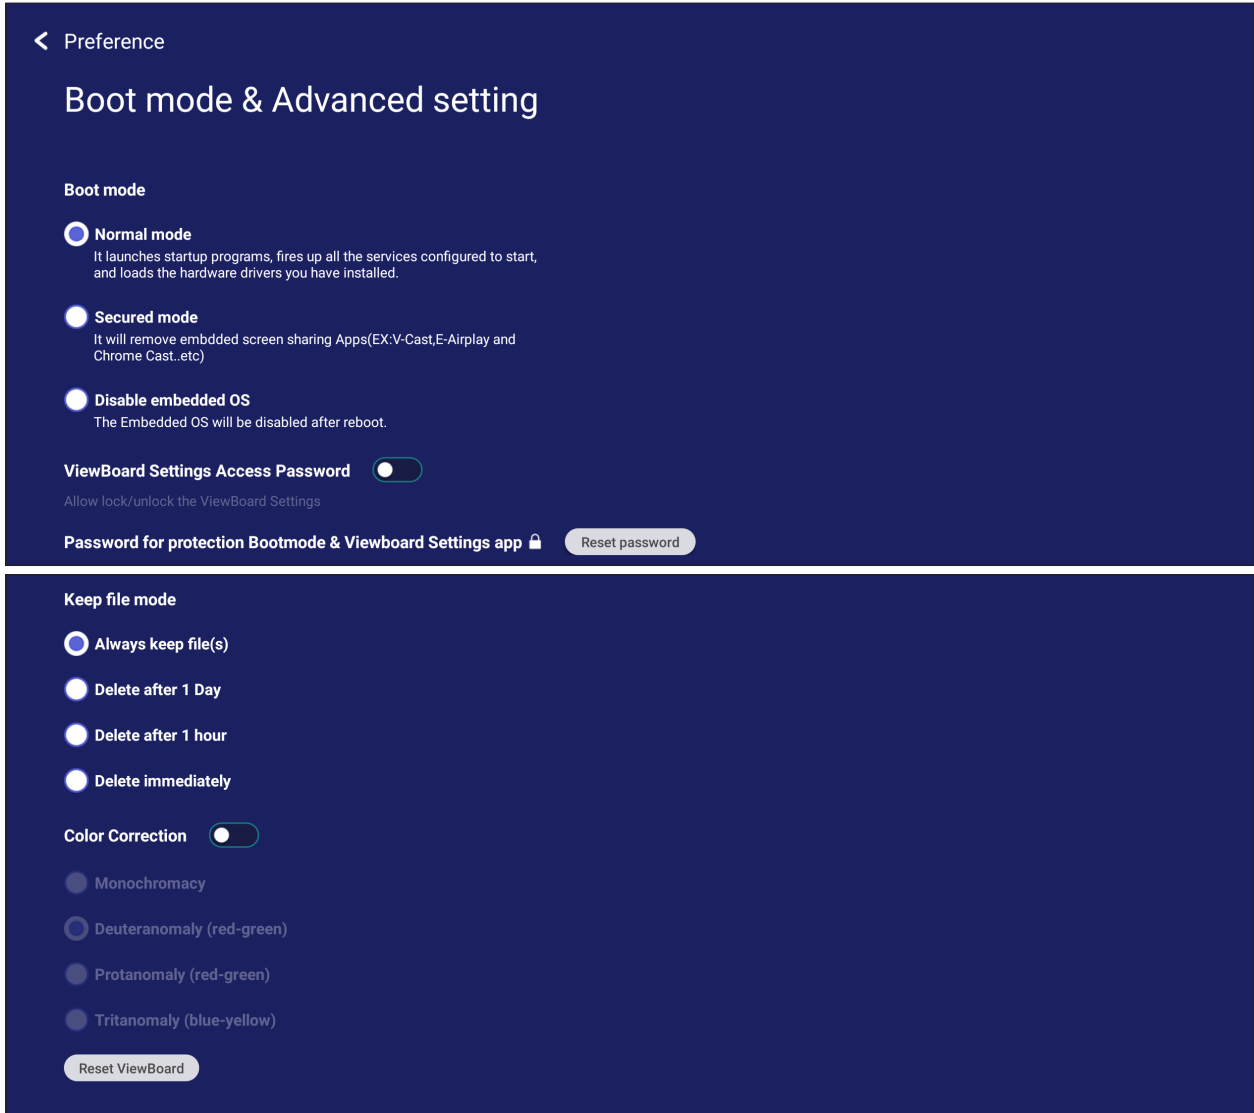 Preference
Boot mode & Advanced setting
Boot mode
Normal mode
It launches startup programs, fires up all the services configured to start,
and loads the hardware drivers you have installed.
Secured mode
It will remove embdded screen sharing Apps(EX:V-Cast,E-Airplay and
Chrome Cast..etc)
Disable embedded OS
The Embedded OS will be disabled after reboot.
ViewBoard Settings Access Password
Allow lock/unlock the ViewBoard Settings
Password for protection Bootmode & Viewboard Settings app Reset password
Keep file mode
Always keep file(s)
Delete after 1 Day
Delete after 1 hour
Delete immediately
Color Correction
Monochromacy
Deuteranomaly (red-green)
Protanomaly (red-green)
Tritanomaly (blue-yellow)
Reset ViewBoard